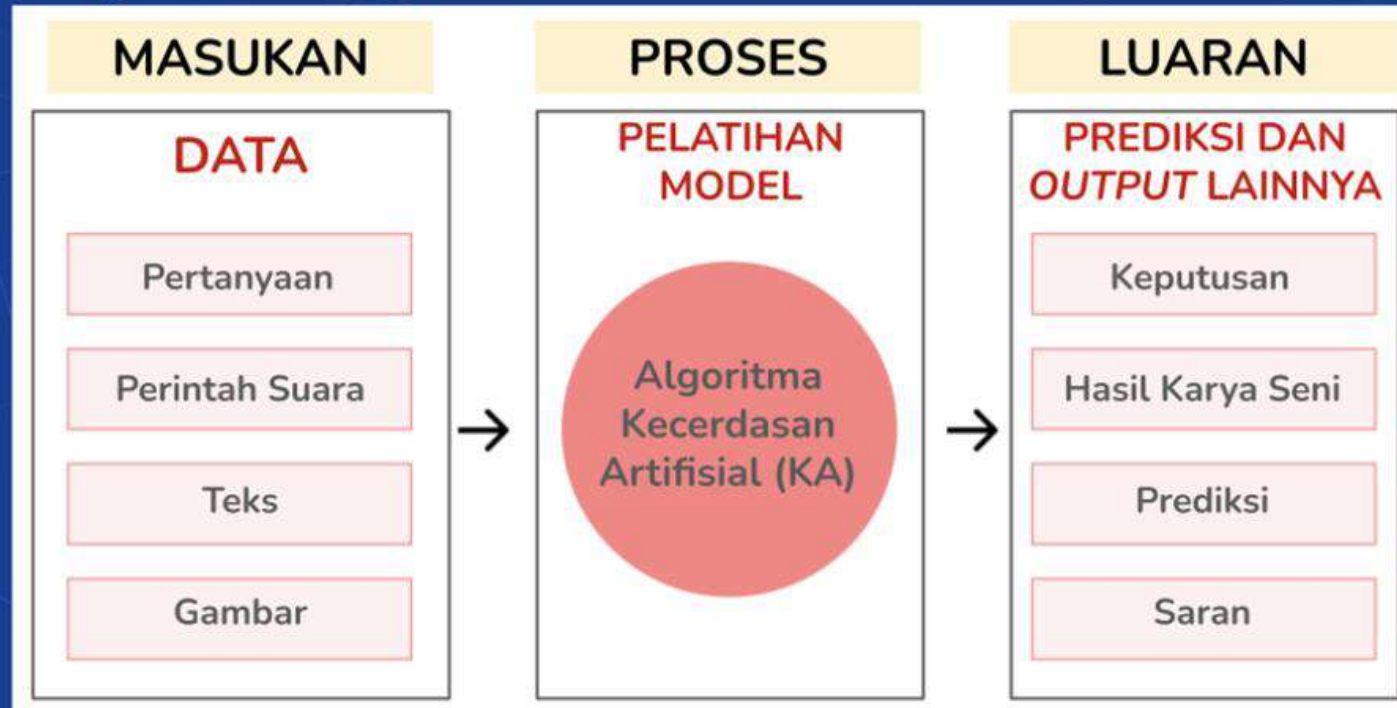 MASUKAN
DATA
Pertanyaan
Perintah Suara
Teks
Gambar
PROSES
PELATIHAN
MODEL
Algoritma
Kecerdasan
Artifisial (KA)
LUARAN
PREDIKSI DAN
OUTPUT LAINNYA
Keputusan
Hasil Karya Seni
Prediksi
Saran